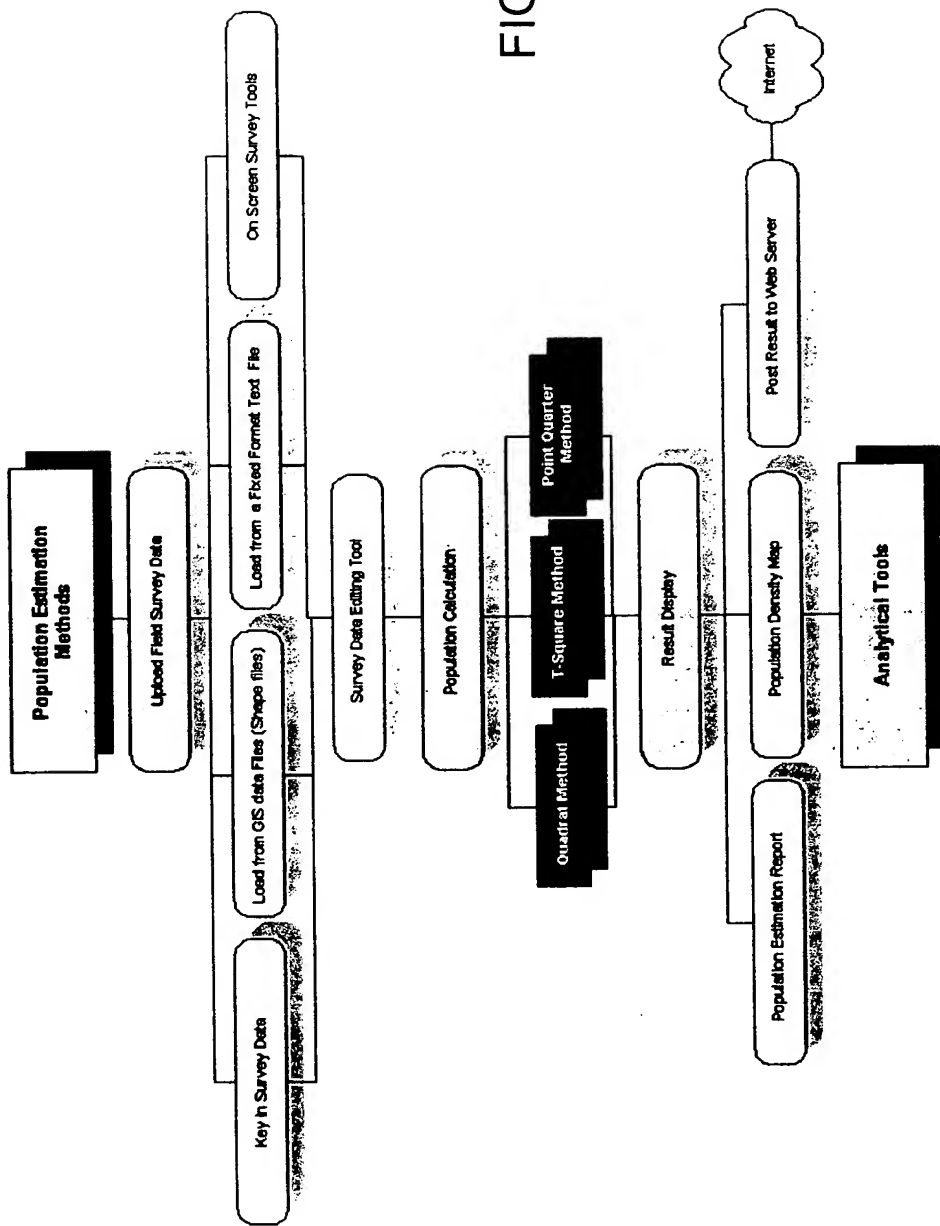 Population Estimation
Methods
Upload Field Survey Data
Key In Survey Data
Load from GIS data Files (Shape files)
Load from a Fixed Format Text File
On Screen Survey Tools
Survey Data Editing Tool
Population Calculation
Quadrat Method
T-Square Method
Point Quarter
Method
Result Display
Population Estimation Report
Population Density Map
Post Result to Web Server
Internet
Analytical Tools
FIG